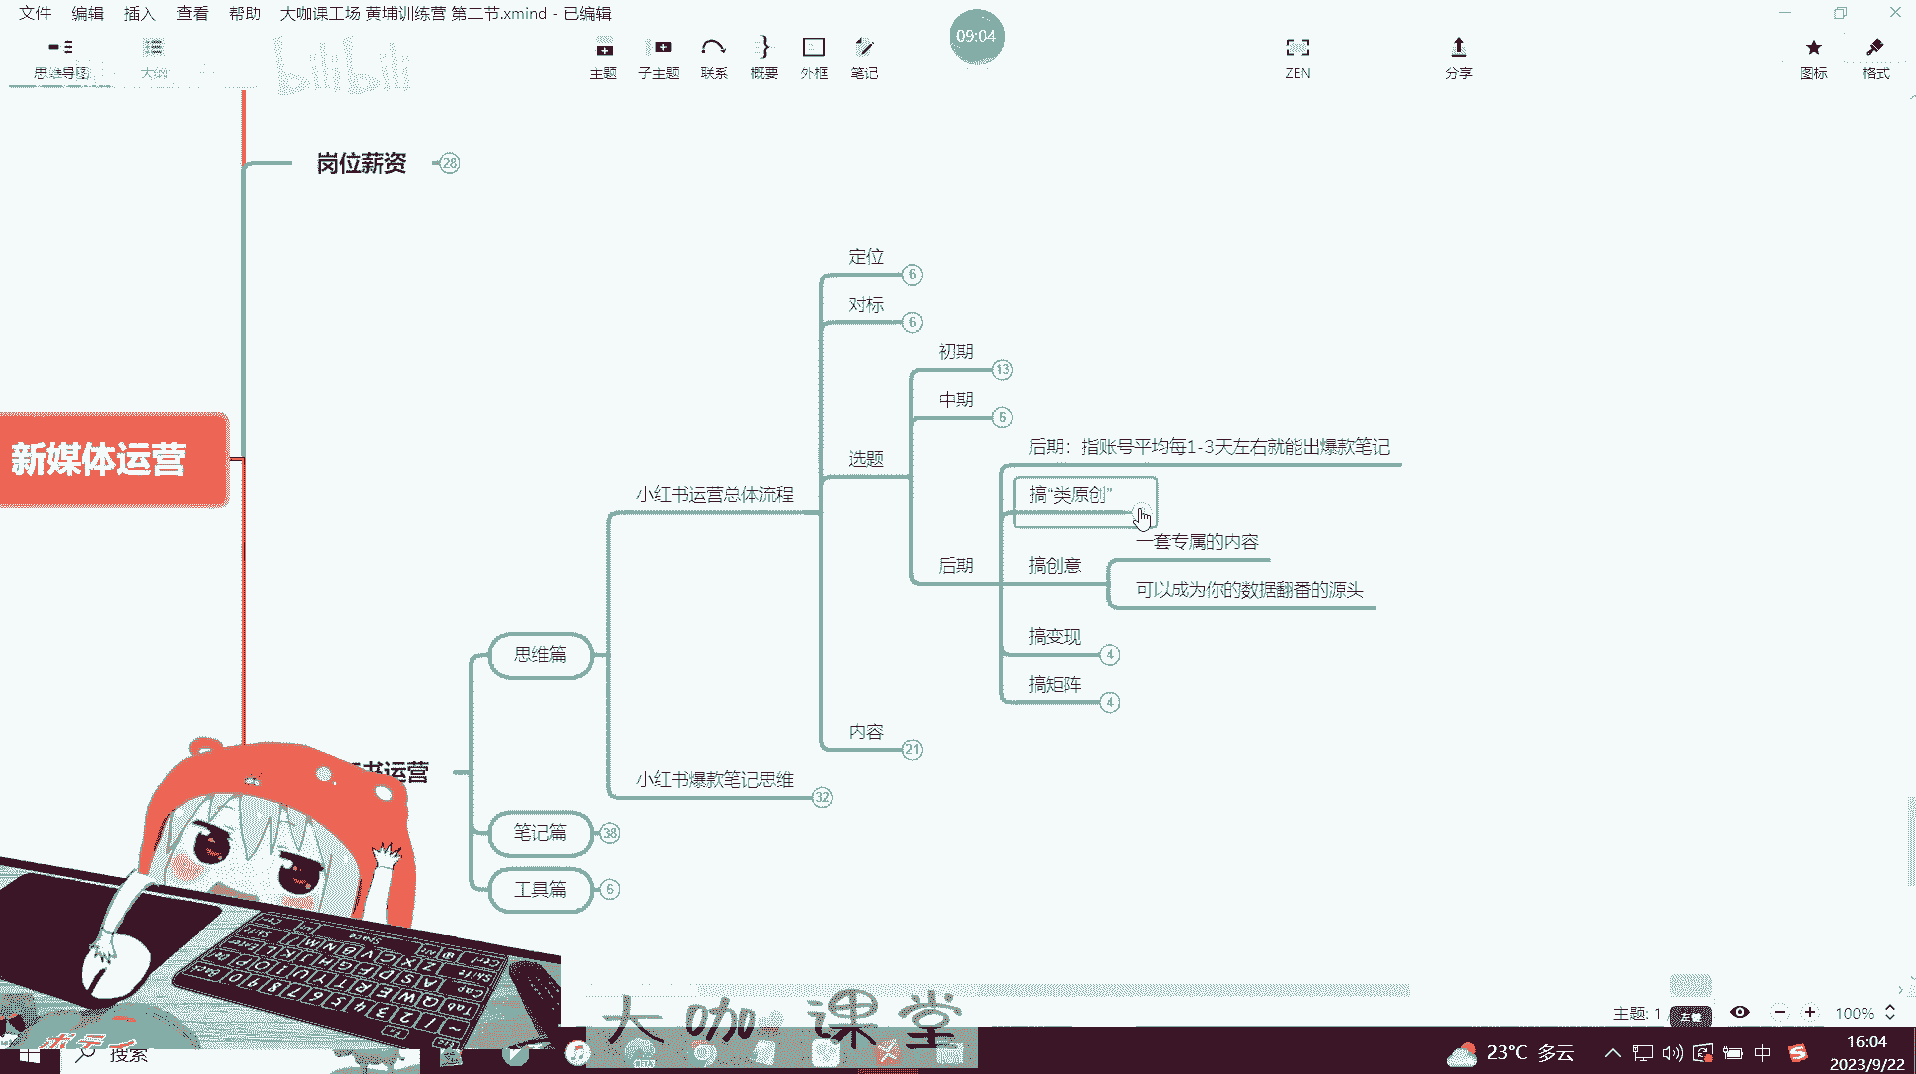 文件 编辑 插入 查看 帮助 大咖课工场 黄埔训练营 第二节.xmind - 已编辑
09:04
思维导图 大纲 主题 子主题 联系 概要 外框 笔记 ZEN 分享 图标 格式
bilibili
岗位薪资 28
定位 6
对标 6
初期 13
中期 6
后期：指账号平均每1-3天左右就能出爆款笔记
新媒体运营
选题
小红书运营总体流程
搞“类原创”
一套专属的内容
后期
搞创意
可以成为你的数据翻番的源头
搞变现 4
思维篇
搞矩阵 4
内容 21
书运营
小红书爆款笔记思维 32
笔记篇 38
工具篇 6
大咖课堂
主题: 1
100%
搜索
23°C 多云
中
16:04
2023/9/22